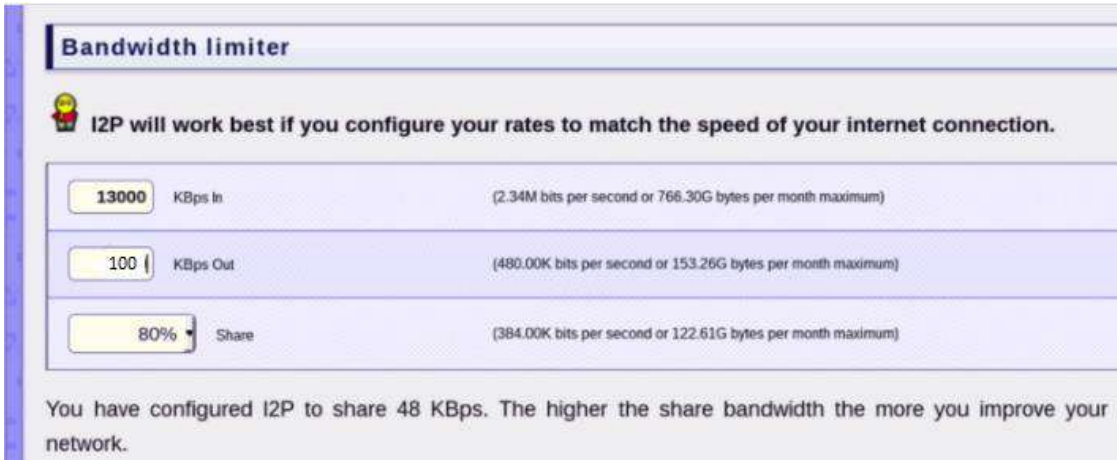 Bandwidth limiter
I2P will work best if you configure your rates to match the speed of your internet connection.
13000 KBps In (2.34M bits per second or 766.30G bytes per month maximum)
100 KBps Out (480.00K bits per second or 153.26G bytes per month maximum)
80% Share (384.00K bits per second or 122.61G bytes per month maximum)
You have configured I2P to share 48 KBps. The higher the share bandwidth the more you improve your
network.